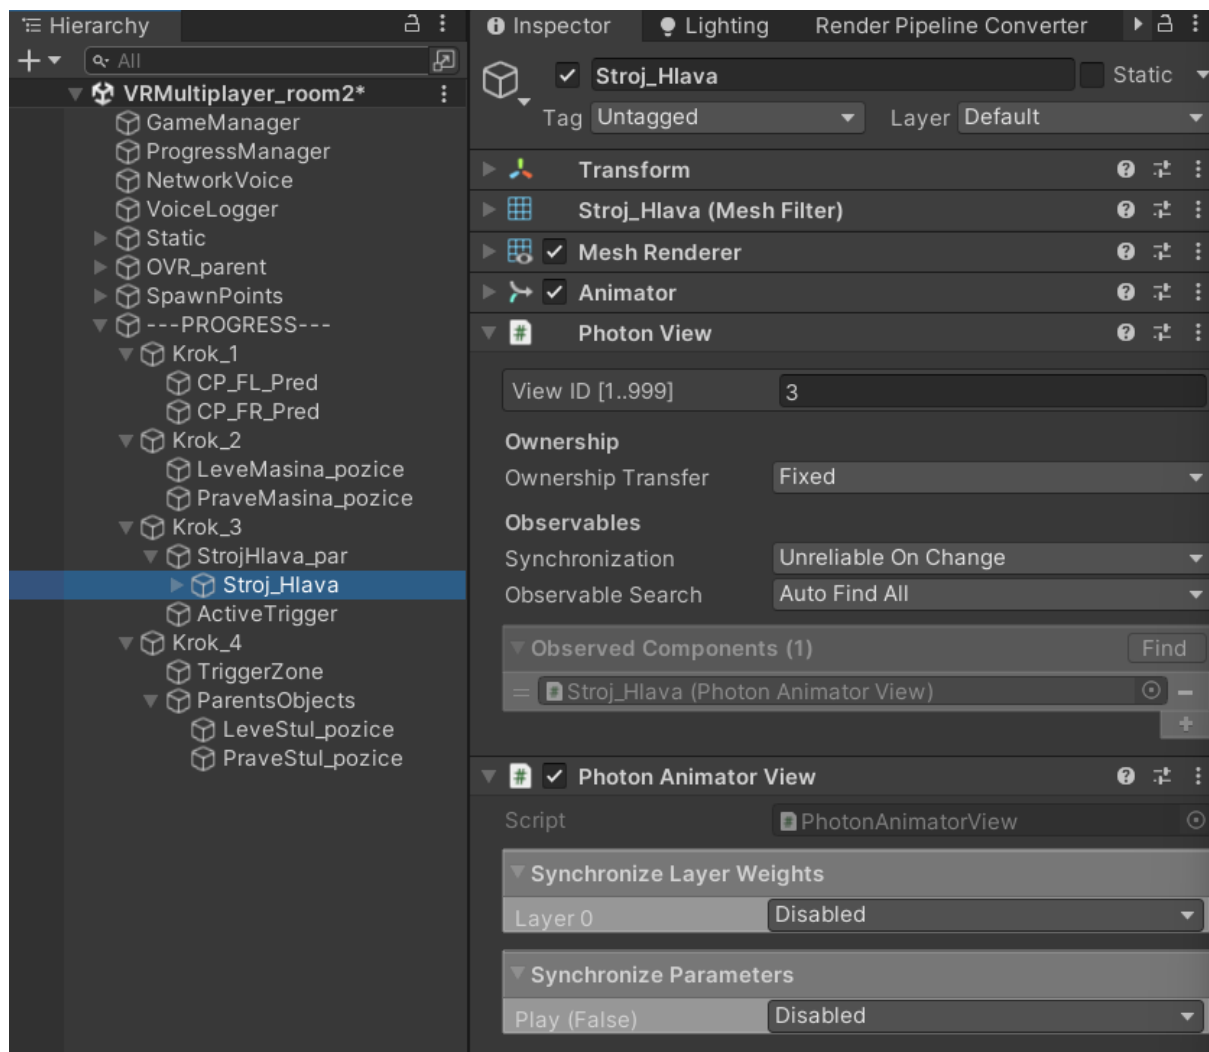 Hierarchy
All
VRMultiplayer_room2*
GameManager
ProgressManager
NetworkVoice
VoiceLogger
Static
OVR_parent
SpawnPoints
---PROGRESS---
Krok_1
CP_FL_Pred
CP_FR_Pred
Krok_2
LeveMasina_pozice
PraveMasina_pozice
Krok_3
StrojHlava_par
Stroj_Hlava
ActiveTrigger
Krok_4
TriggerZone
ParentsObjects
LeveStul_pozice
PraveStul_pozice
Inspector Lighting Render Pipeline Converter
Stroj_Hlava Static
Tag Untagged Layer Default
Transform
Stroj_Hlava (Mesh Filter)
Mesh Renderer
Animator
Photon View
View ID [1..999] 3
Ownership
Ownership Transfer Fixed
Observables
Synchronization Unreliable On Change
Observable Search Auto Find All
Observed Components (1) Find
Stroj_Hlava (Photon Animator View)
Photon Animator View
Script PhotonAnimatorView
Synchronize Layer Weights
Layer 0 Disabled
Synchronize Parameters
Play (False) Disabled